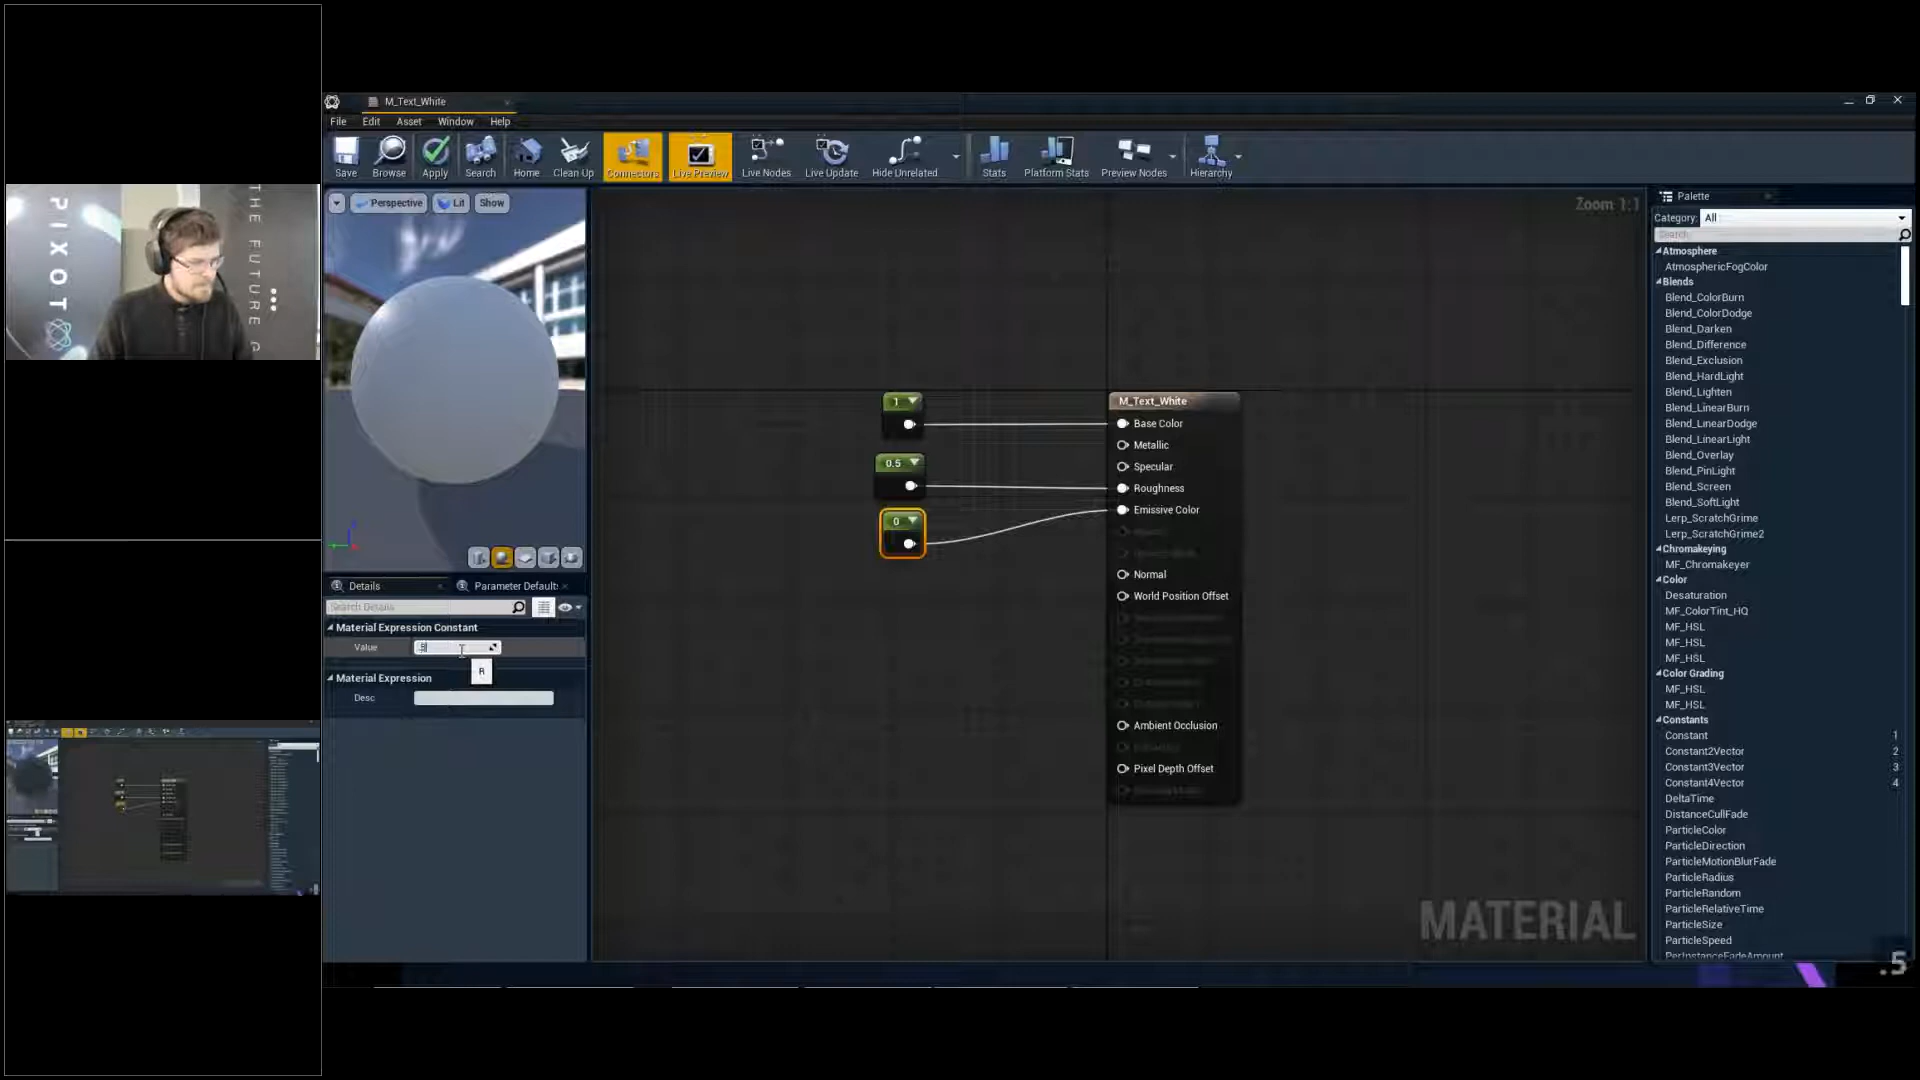 PIXOT
THE FUTURE
M_Text_White
File Edit Asset Window Help
Save Browse Apply Search Home Clean Up Connectors Live Preview Live Nodes Live Update Hide Unrelated Stats Platform Stats Preview Nodes Hierarchy
Perspective Lit Show
Zoom 1:1
Palette
Category: All
Search
Atmosphere
AtmosphericFogColor
Blends
Blend_ColorBurn
Blend_ColorDodge
Blend_Darken
Blend_Difference
Blend_Exclusion
Blend_HardLight
Blend_Lighten
Blend_LinearBurn
Blend_LinearDodge
Blend_LinearLight
Blend_Overlay
Blend_PinLight
Blend_Screen
Blend_SoftLight
Lerp_ScratchGrime
Lerp_ScratchGrime2
Chromakeying
MF_Chromakeyer
Color
Desaturation
MF_ColorTint_HQ
MF_HSL
MF_HSL
MF_HSL
Color Grading
MF_HSL
MF_HSL
Constants
Constant 1
Constant2Vector 2
Constant3Vector 3
Constant4Vector 4
DeltaTime
DistanceCullFade
ParticleColor
ParticleDirection
ParticleMotionBlurFade
ParticleRadius
ParticleRandom
ParticleRelativeTime
ParticleSize
ParticleSpeed
PerInstanceFadeAmount
1
0.5
0
M_Text_White
Base Color
Metallic
Specular
Roughness
Emissive Color
Normal
World Position Offset
Ambient Occlusion
Pixel Depth Offset
Details Parameter Default
Search Details
Material Expression Constant
Value .5
R
Material Expression
Desc
MATERIAL
.5